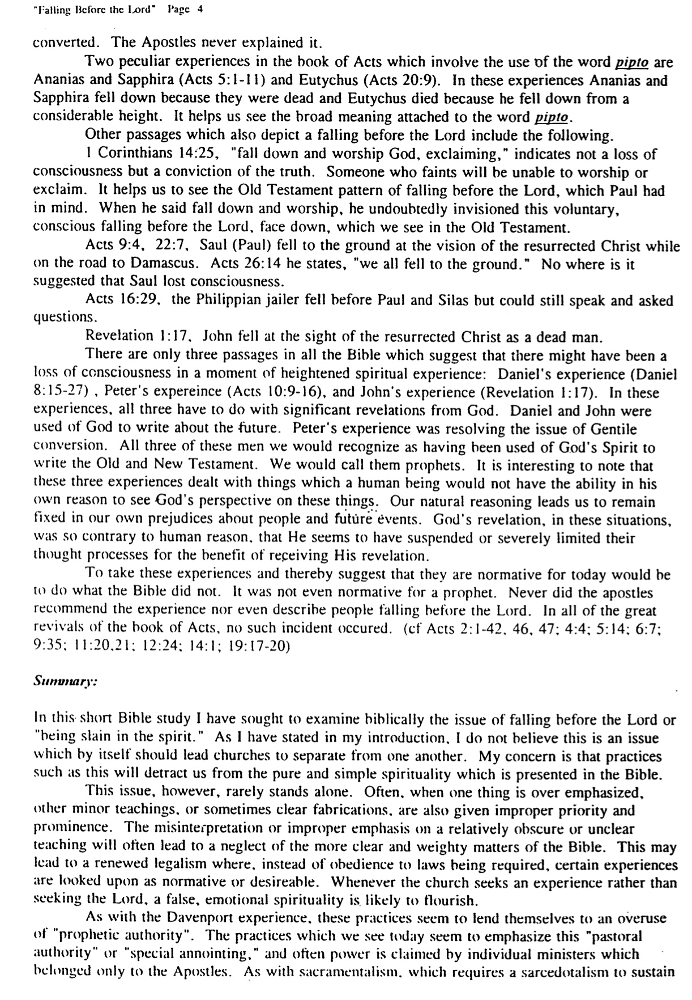 "Falling Before the Lord"   Page  4
converted.  The Apostles never explained it.
Two peculiar experiences in the book of Acts which involve the use of the word pipto are
Ananias and Sapphira (Acts 5:1-11) and Eutychus (Acts 20:9).  In these experiences Ananias and
Sapphira fell down because they were dead and Eutychus died because he fell down from a
considerable height.  It helps us see the broad meaning attached to the word pipto.
Other passages which also depict a falling before the Lord include the following.
1 Corinthians 14:25,  "fall down and worship God, exclaiming," indicates not a loss of
consciousness but a conviction of the truth.  Someone who faints will be unable to worship or
exclaim.  It helps us to see the Old Testament pattern of falling before the Lord, which Paul had
in mind.  When he said fall down and worship, he undoubtedly invisioned this voluntary,
conscious falling before the Lord, face down, which we see in the Old Testament.
Acts 9:4,  22:7,  Saul (Paul) fell to the ground at the vision of the resurrected Christ while
on the road to Damascus.  Acts 26:14 he states, "we all fell to the ground."  No where is it
suggested that Saul lost consciousness.
Acts 16:29,  the Philippian jailer fell before Paul and Silas but could still speak and asked
questions.
Revelation 1:17,  John fell at the sight of the resurrected Christ as a dead man.
There are only three passages in all the Bible which suggest that there might have been a
loss of consciousness in a moment of heightened spiritual experience:  Daniel's experience (Daniel
8:15-27) , Peter's expereince (Acts 10:9-16), and John's experience (Revelation 1:17).  In these
experiences, all three have to do with significant revelations from God.  Daniel and John were
used of God to write about the future.  Peter's experience was resolving the issue of Gentile
conversion.  All three of these men we would recognize as having been used of God's Spirit to
write the Old and New Testament.  We would call them prophets.  It is interesting to note that
these three experiences dealt with things which a human being would not have the ability in his
own reason to see God's perspective on these things.  Our natural reasoning leads us to remain
fixed in our own prejudices about people and future events.  God's revelation, in these situations,
was so contrary to human reason, that He seems to have suspended or severely limited their
thought processes for the benefit of receiving His revelation.
To take these experiences and thereby suggest that they are normative for today would be
to do what the Bible did not.  It was not even normative for a prophet.  Never did the apostles
recommend the experience nor even describe people falling before the Lord.  In all of the great
revivals of the book of Acts, no such incident occured.  (cf Acts 2:1-42, 46, 47; 4:4; 5:14; 6:7;
9:35; 11:20,21; 12:24; 14:1; 19:17-20)
Summary:
In this short Bible study I have sought to examine biblically the issue of falling before the Lord or
"being slain in the spirit."  As I have stated in my introduction, I do not believe this is an issue
which by itself should lead churches to separate from one another.  My concern is that practices
such as this will detract us from the pure and simple spirituality which is presented in the Bible.
This issue, however, rarely stands alone.  Often, when one thing is over emphasized,
other minor teachings, or sometimes clear fabrications, are also given improper priority and
prominence.  The misinterpretation or improper emphasis on a relatively obscure or unclear
teaching will often lead to a neglect of the more clear and weighty matters of the Bible.  This may
lead to a renewed legalism where, instead of obedience to laws being required, certain experiences
are looked upon as normative or desireable.  Whenever the church seeks an experience rather than
seeking the Lord, a false, emotional spirituality is likely to flourish.
As with the Davenport experience, these practices seem to lend themselves to an overuse
of "prophetic authority".  The practices which we see today seem to emphasize this "pastoral
authority" or "special annointing," and often power is claimed by individual ministers which
belonged only to the Apostles.  As with sacramentalism, which requires a sarcedotalism to sustain